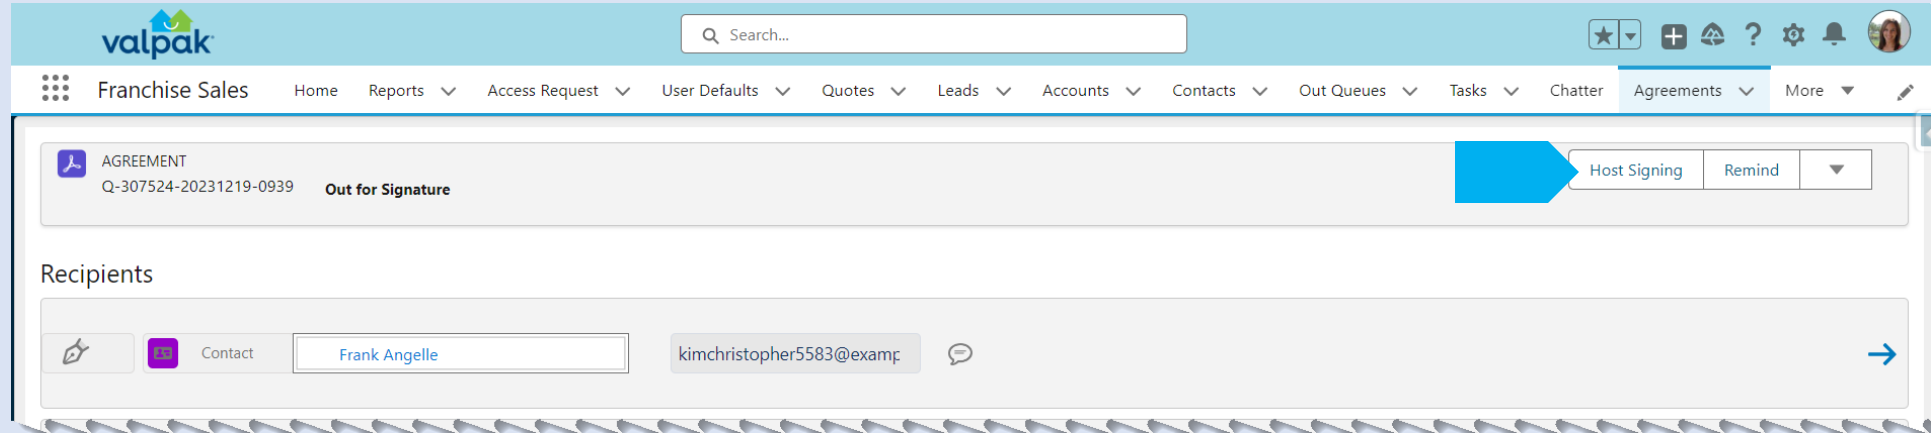 valpak
Search...
Franchise Sales Home Reports Access Request User Defaults Quotes Leads Accounts Contacts Out Queues Tasks Chatter Agreements More
AGREEMENT
Q-307524-20231219-0939 Out for Signature
Host Signing Remind
Recipients
Contact Frank Angelle kimchristopher5583@examp